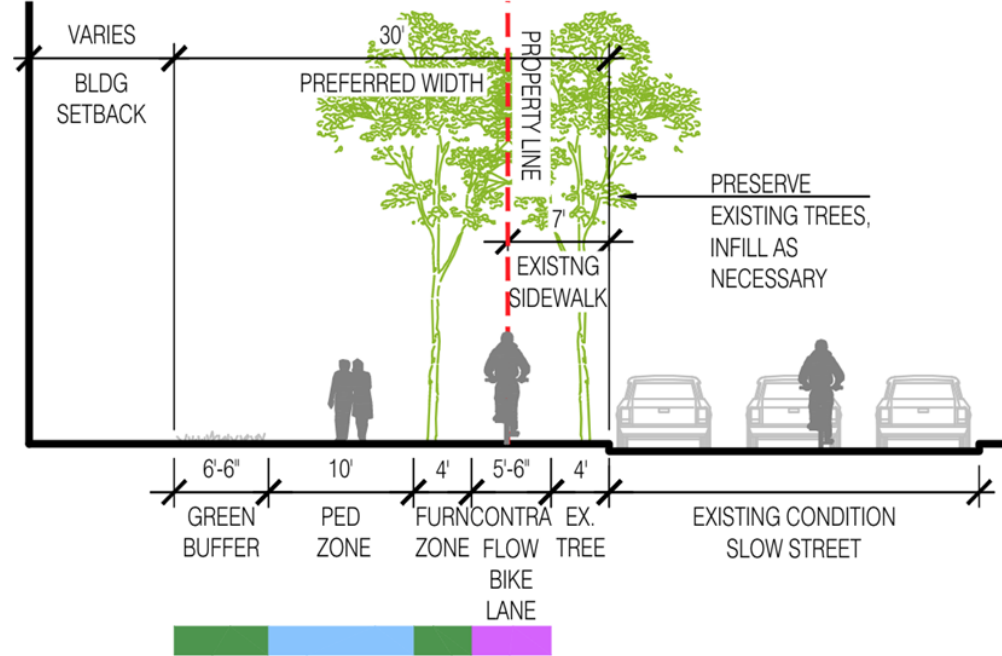 VARIES
BLDG
SETBACK
30'
PREFERRED WIDTH
PROPERTY LINE
7'
EXISTNG
SIDEWALK
PRESERVE
EXISTING TREES,
INFILL AS
NECESSARY
6'-6"
10'
4'
5'-6"
4'
GREEN
BUFFER
PED
ZONE
FURN
ZONE
CONTRA
FLOW
BIKE
LANE
EX.
TREE
EXISTING CONDITION
SLOW STREET